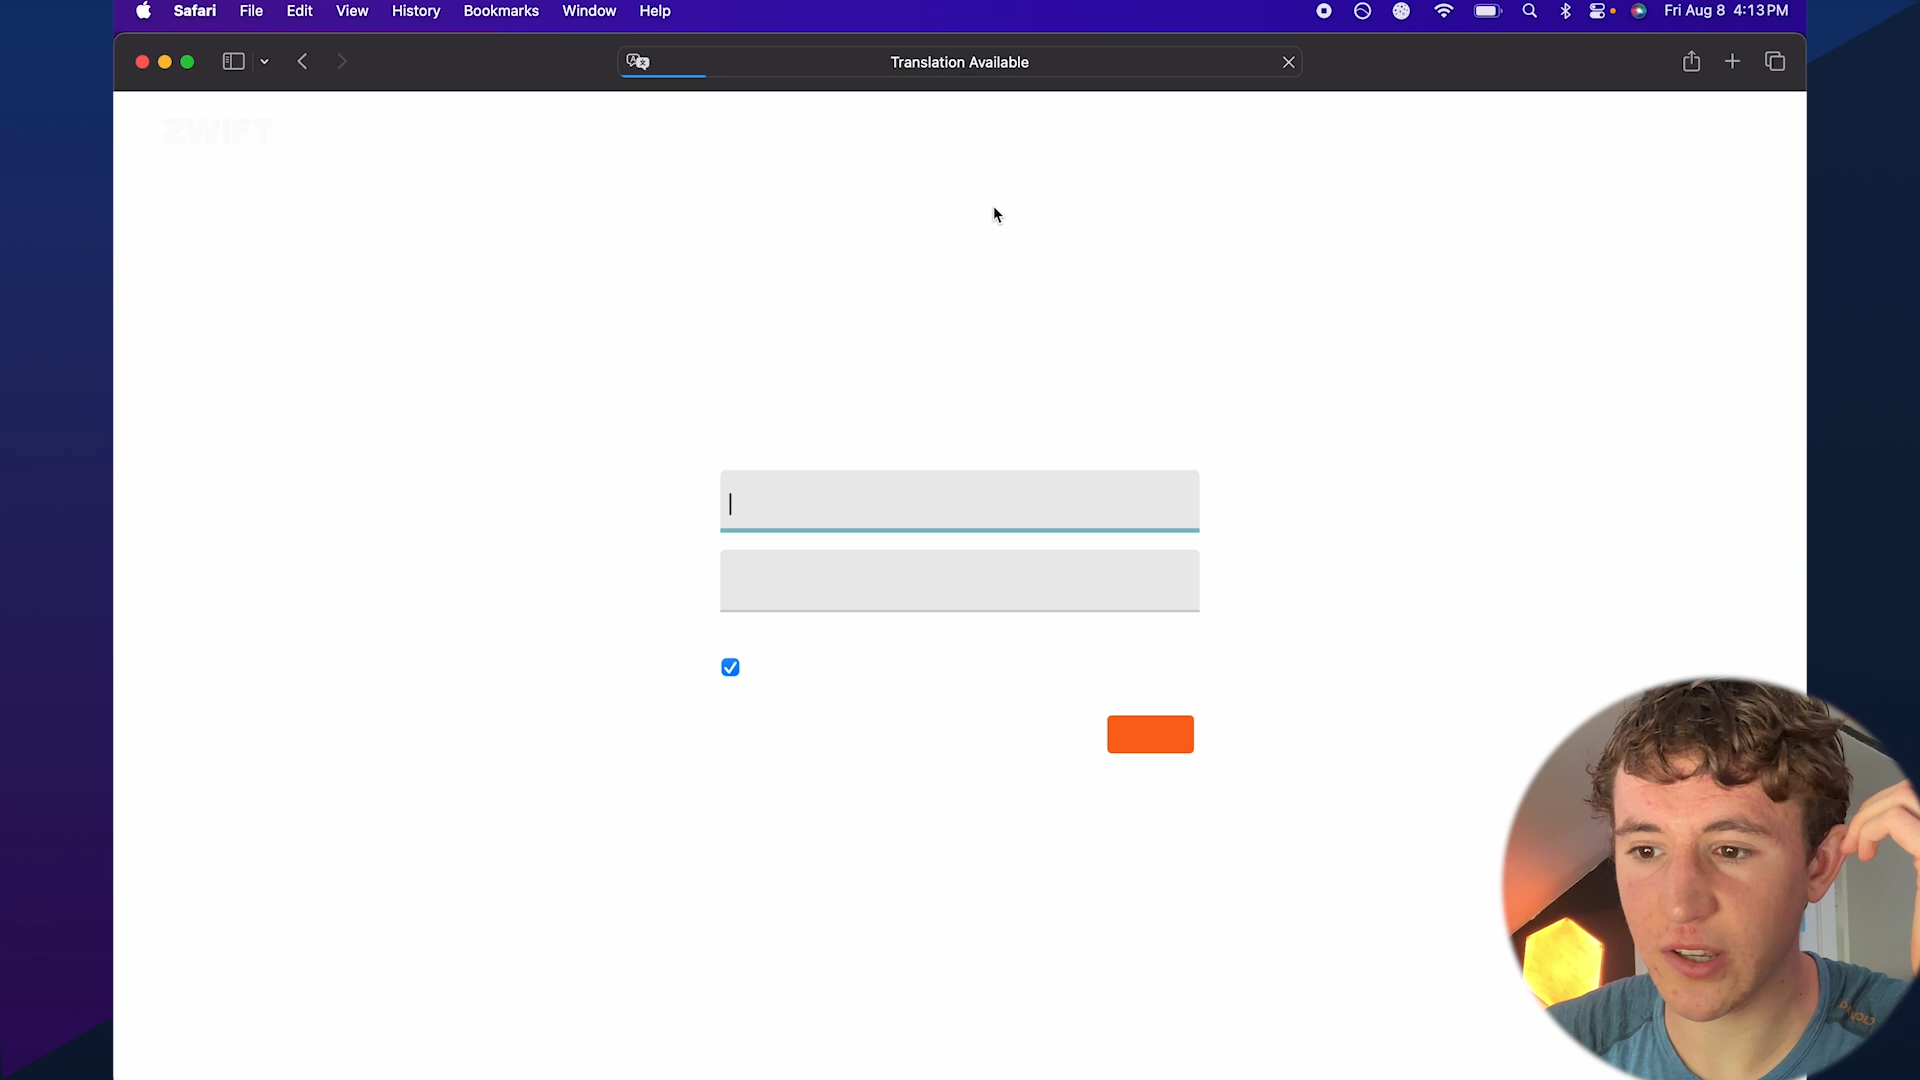 Safari File Edit View History Bookmarks Window Help Fri Aug 8 4:13 PM
Translation Available
ZWIFT